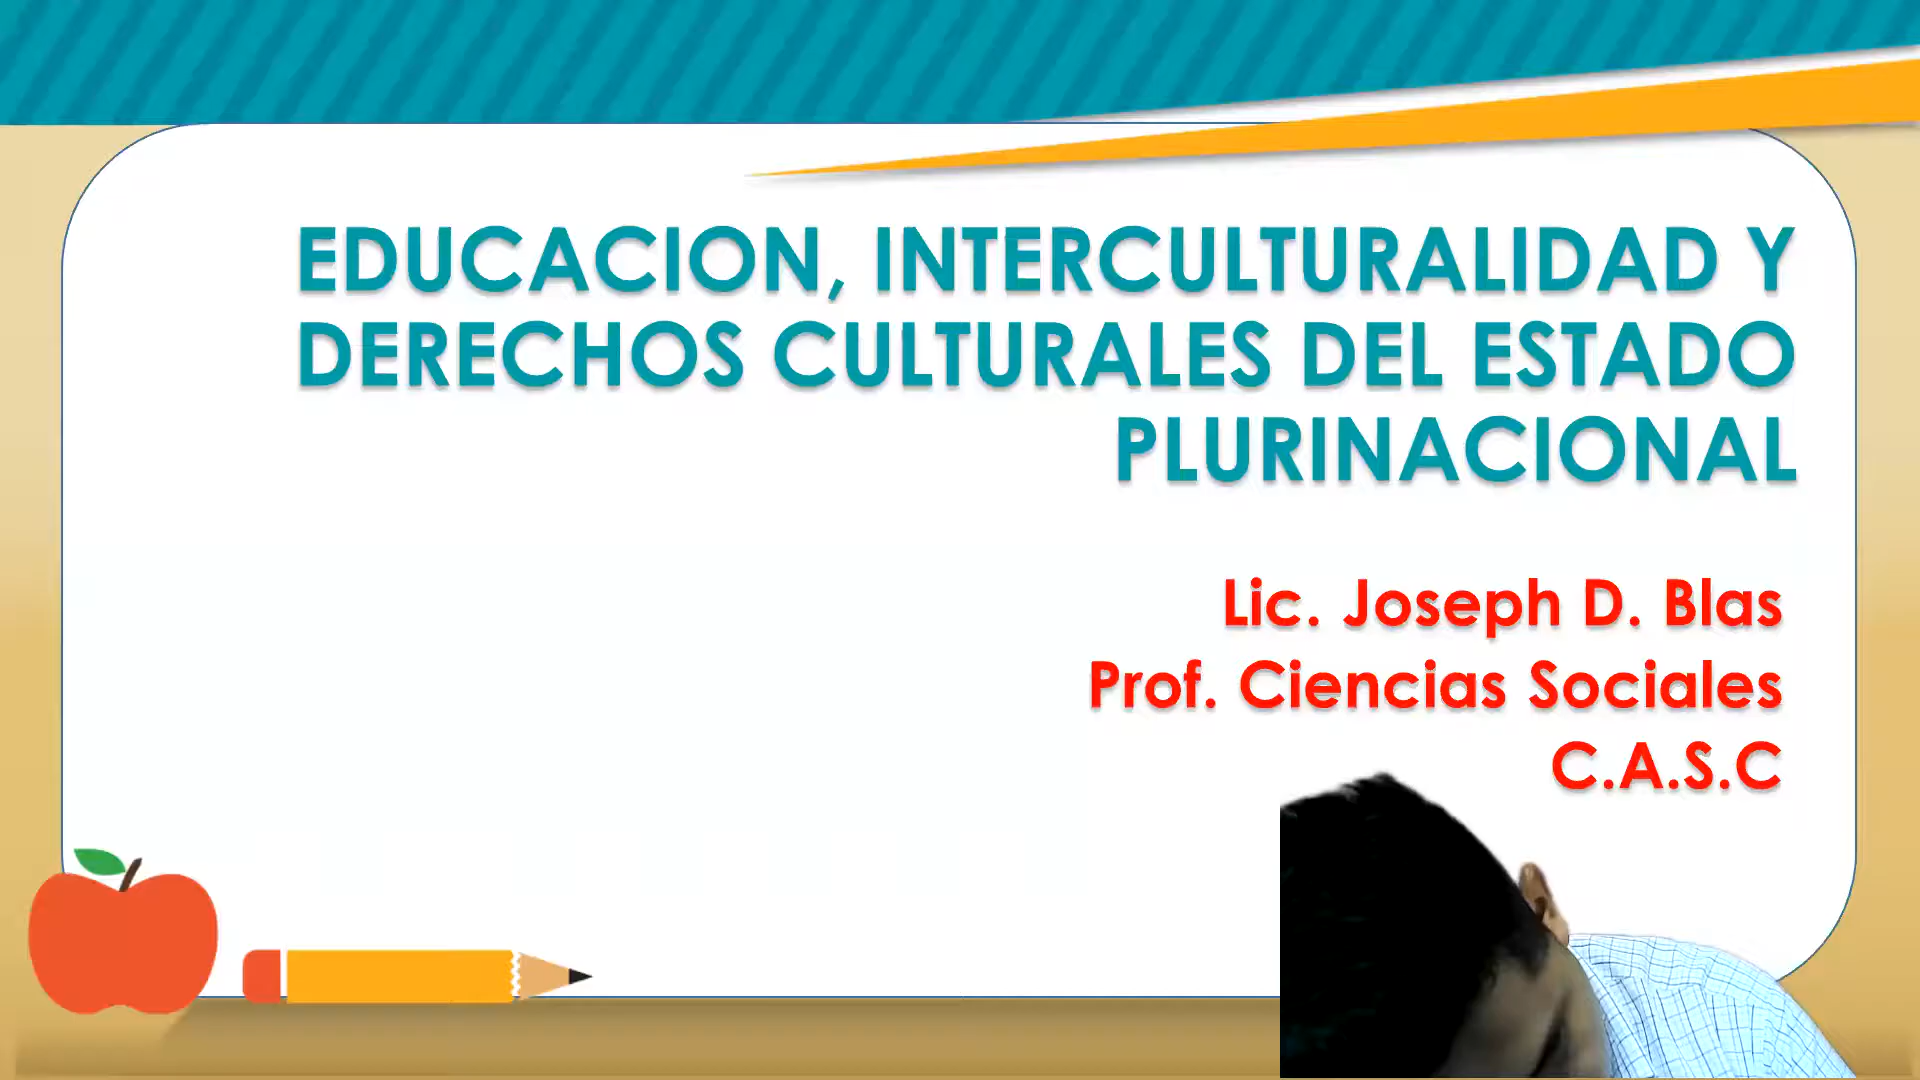 EDUCACION, INTERCULTURALIDAD Y
DERECHOS CULTURALES DEL ESTADO
PLURINACIONAL
Lic. Joseph D. Blas
Prof. Ciencias Sociales
C.A.S.C